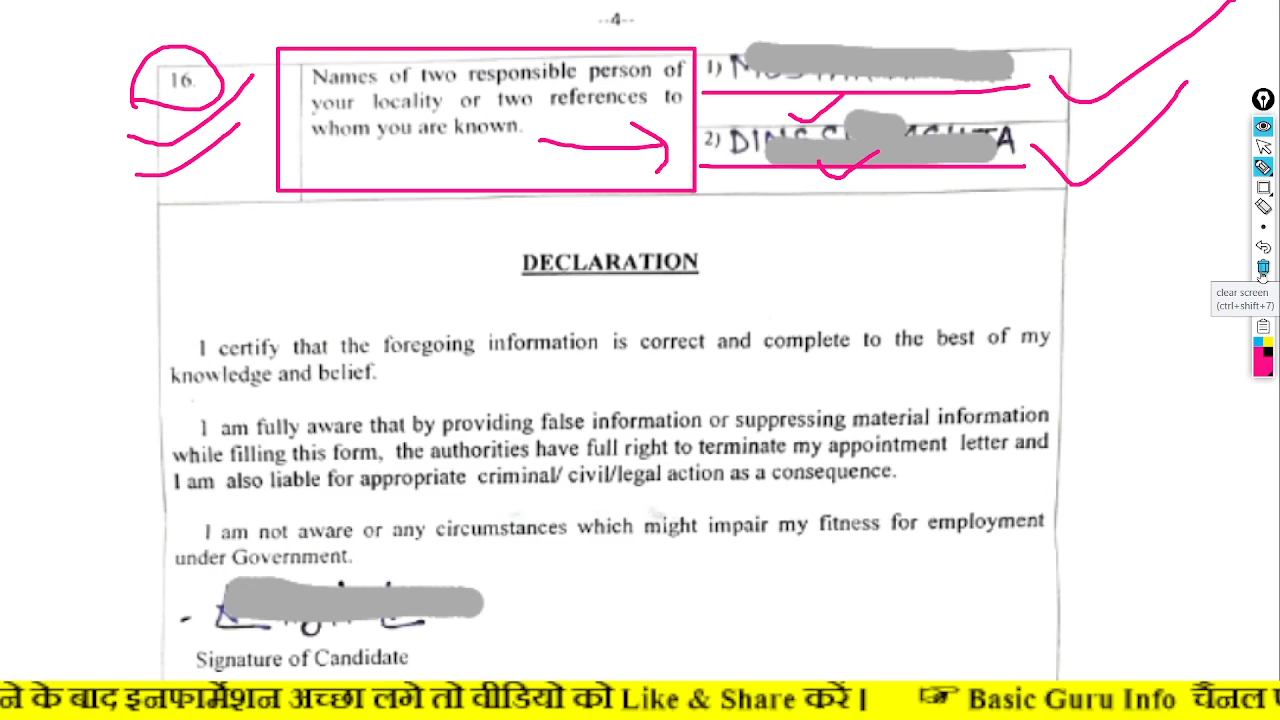 --4--
16.
Names of two responsible person of
your locality or two references to
whom you are known.
1)
2)
DECLARATION
I certify that the foregoing information is correct and complete to the best of my
knowledge and belief.
I am fully aware that by providing false information or suppressing material information
while filling this form, the authorities have full right to terminate my appointment letter and
I am also liable for appropriate criminal/ civil/legal action as a consequence.
I am not aware or any circumstances which might impair my fitness for employment
under Government.
Signature of Candidate
clear screen
(ctrl+shift+7)
ने के बाद इनफार्मेशन अच्छा लगे तो वीडियो को Like & Share करें। ☞ Basic Guru Info चैनल